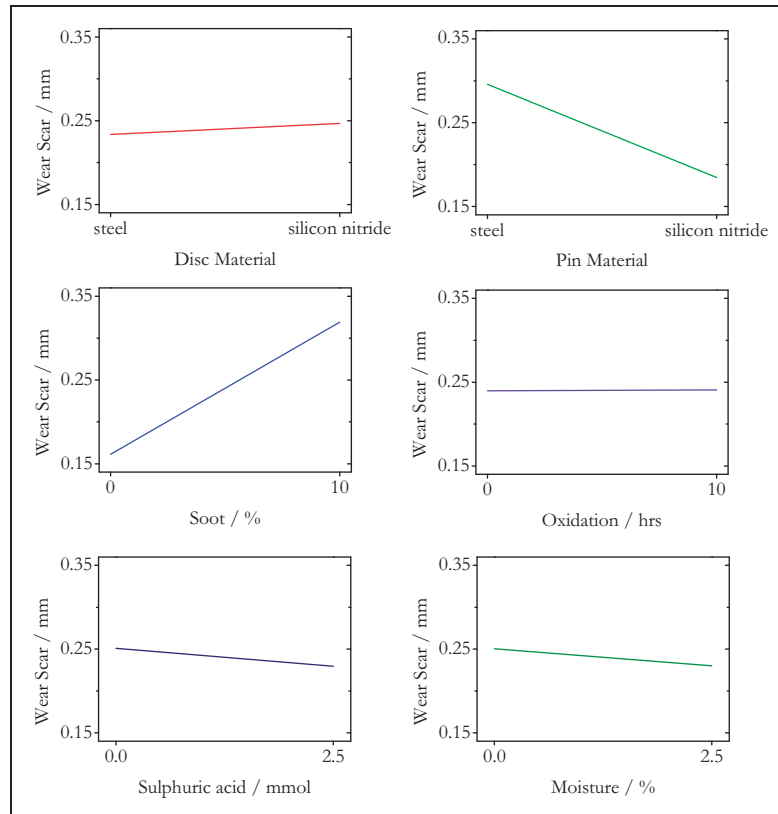 Wear Scar / mm
0.35
0.25
0.15
steel
silicon nitride
Disc Material
Wear Scar / mm
0.35
0.25
0.15
steel
silicon nitride
Pin Material
Wear Scar / mm
0.35
0.25
0.15
0
10
Soot / %
Wear Scar / mm
0.35
0.25
0.15
0
10
Oxidation / hrs
Wear Scar / mm
0.35
0.25
0.15
0.0
2.5
Sulphuric acid / mmol
Wear Scar / mm
0.35
0.25
0.15
0.0
2.5
Moisture / %